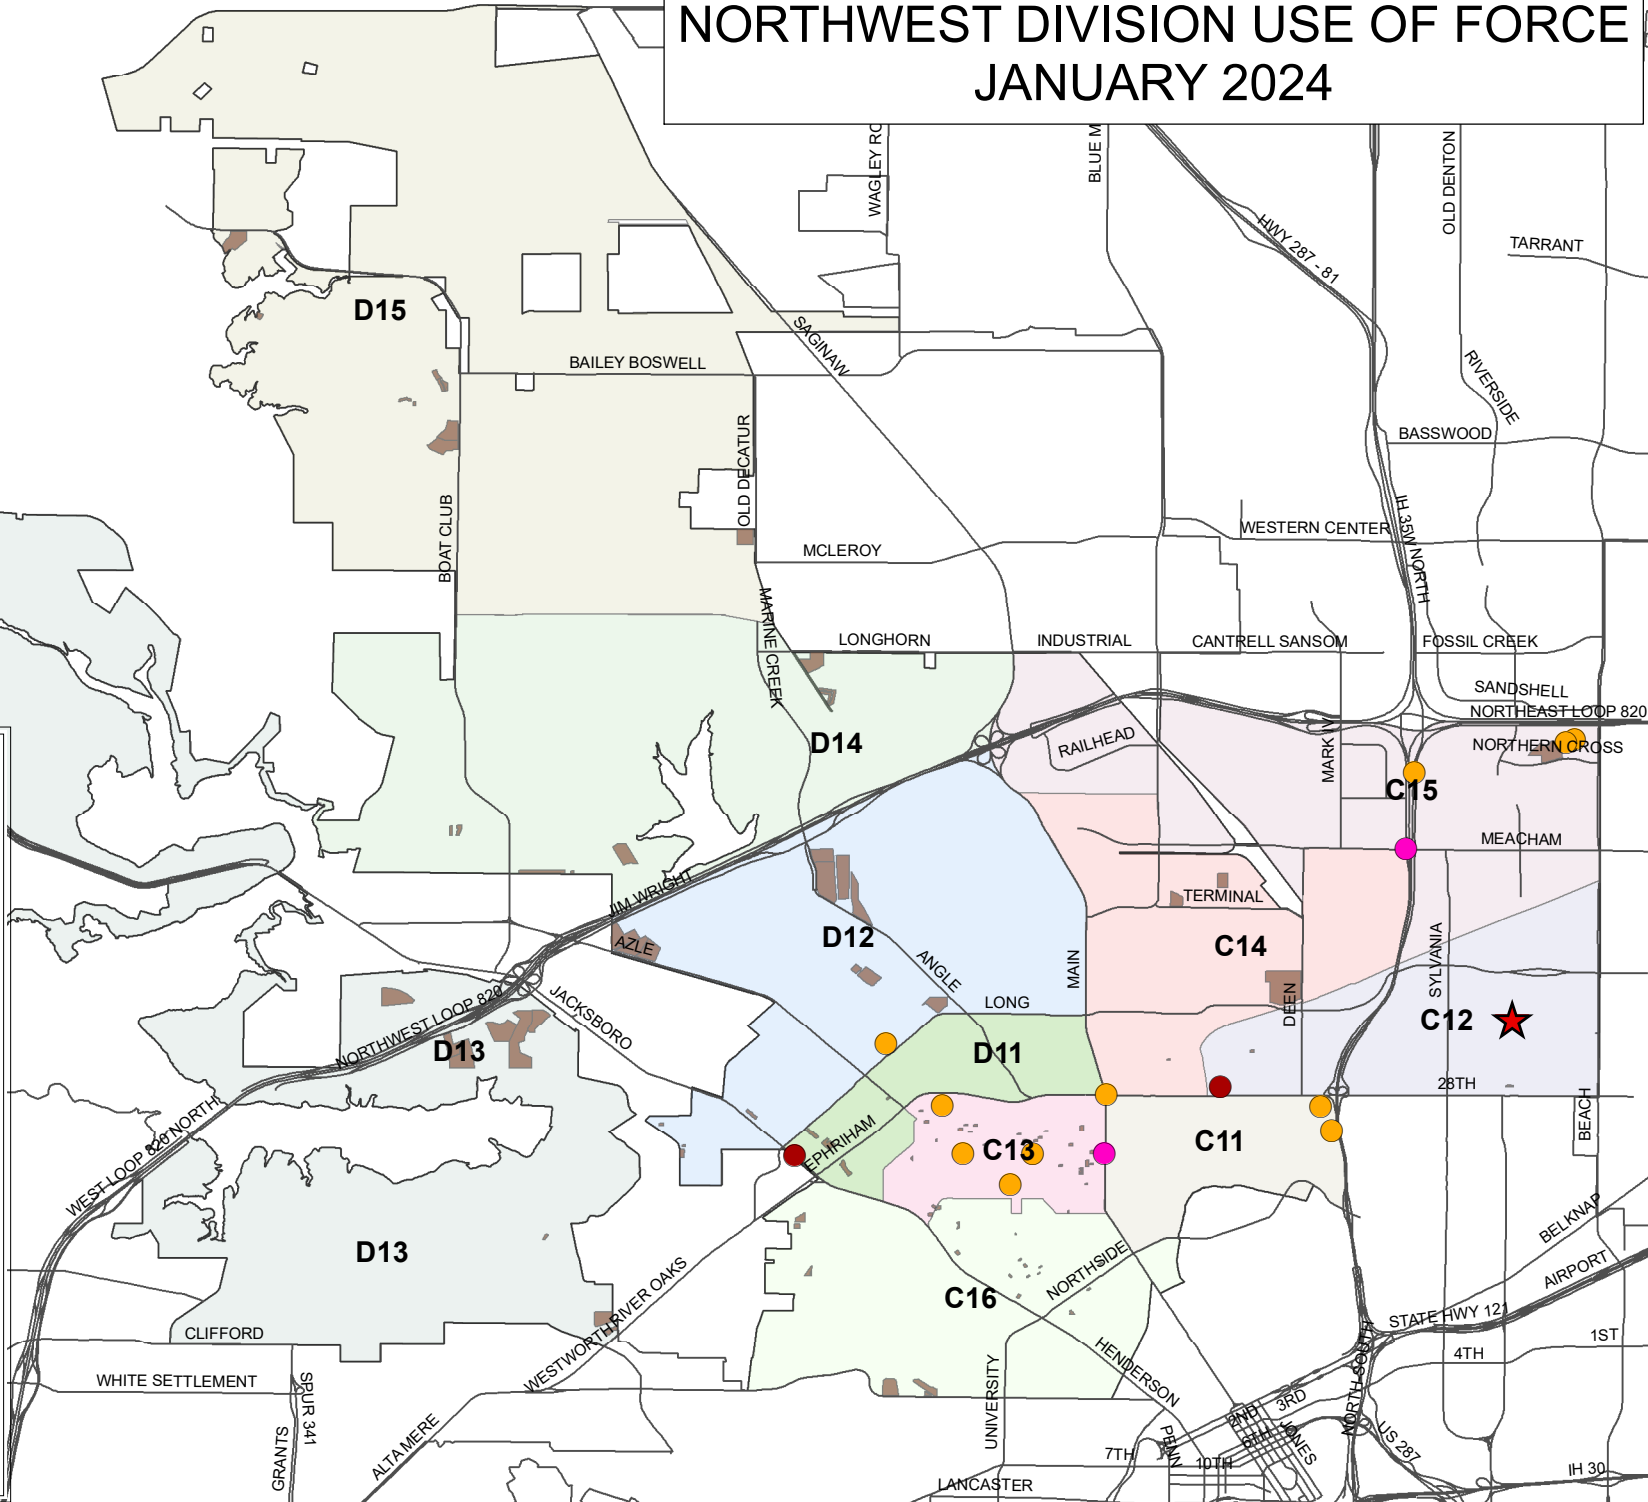 NORTHWEST DIVISION USE OF FORCE
JANUARY 2024
WAGLEY RO
BLUE M
OLD DENTON
HWY 287 - 81
TARRANT
D15
SAGINAW
BAILEY BOSWELL
RIVERSIDE
OLD DECATUR
BASSWOOD
BOAT CLUB
IH 35W NORTH
WESTERN CENTER
MCLEROY
MARINE CREEK
LONGHORN
INDUSTRIAL
CANTRELL SANSOM
FOSSIL CREEK
SANDSHELL
NORTHEAST LOOP 820
D14
RAILHEAD
MARK IV
NORTHERN CROSS
C15
MEACHAM
JIM WRIGHT
TERMINAL
D12
AZLE
ANGLE
MAIN
C14
SYLVANIA
JACKSBORO
LONG
DEEN
NORTHWEST LOOP 820
C12
D13
D11
28TH
BEACH
WEST LOOP 820 NORTH
EPHRIHAM
C13
C11
D13
BELKNAP
NORTHSIDE
AIRPORT
C16
RIVER OAKS
STATE HWY 121
CLIFFORD
WESTWORTH
1ST
4TH
HENDERSON
NORTH-SOUTH
WHITE SETTLEMENT
SPUR 341
UNIVERSITY
3RD
2ND
6TH
JONES
US 287
GRANTS
ALTA MERE
7TH
PENN
10TH
IH 30
LANCASTER